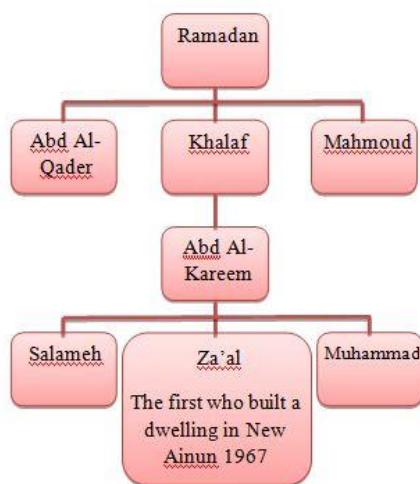 Ramadan
Abd Al-
Qader
Khalaf
Mahmoud
Abd Al-
Kareem
Salameh
Za'al
The first who built a
dwelling in New
Ainun 1967
Muhammad